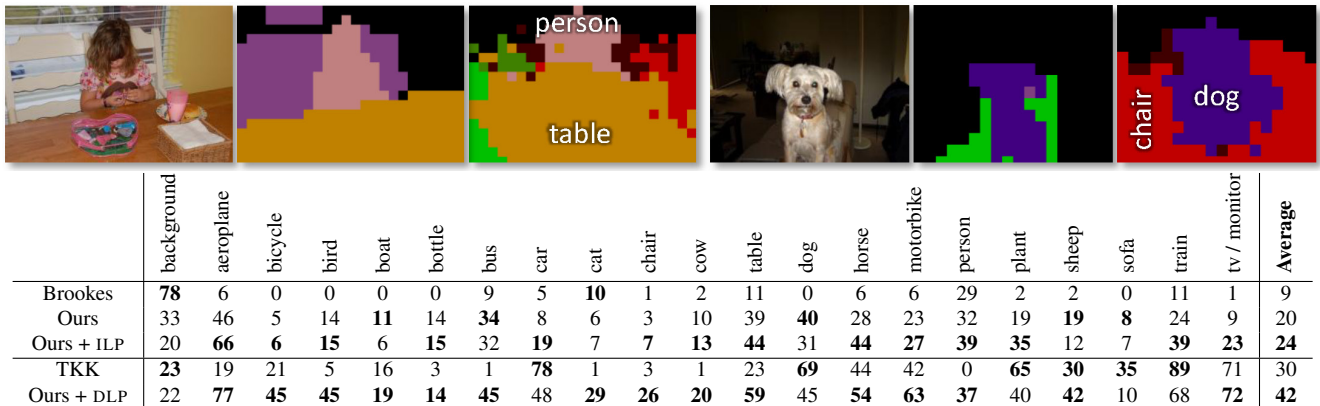 person
table
chair
dog
background aeroplane bicycle bird boat bottle bus car cat chair cow table dog horse motorbike person plant sheep sofa train tv / monitor Average
Brookes 78 6 0 0 0 0 9 5 10 1 2 11 0 6 6 29 2 2 0 11 1 9
Ours 33 46 5 14 11 14 34 8 6 3 10 39 40 28 23 32 19 19 8 24 9 20
Ours + ILP 20 66 6 15 6 15 32 19 7 7 13 44 31 44 27 39 35 12 7 39 23 24
TKK 23 19 21 5 16 3 1 78 1 3 1 23 69 44 42 0 65 30 35 89 71 30
Ours + DLP 22 77 45 45 19 14 45 48 29 26 20 59 45 54 63 37 40 42 10 68 72 42